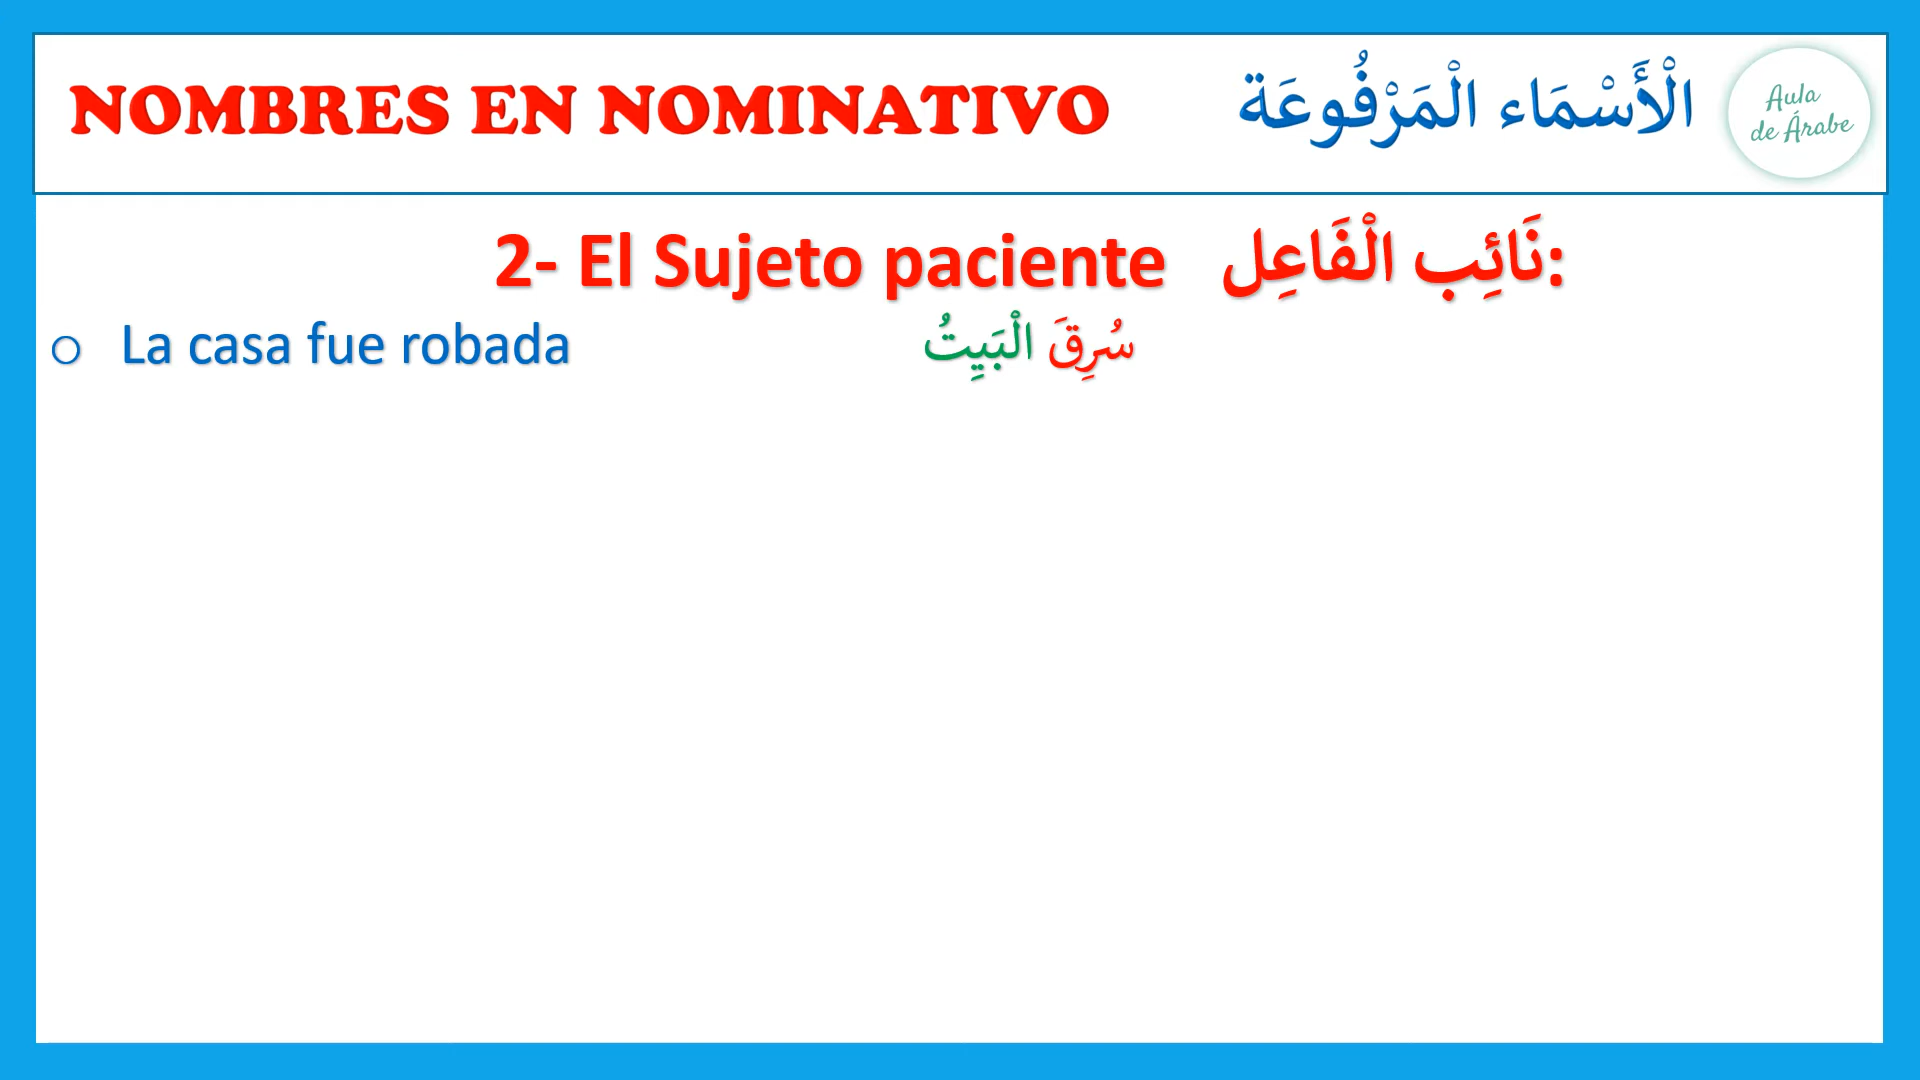 NOMBRES EN NOMINATIVO الْأَسْمَاء الْمَرْفُوعَة
Aula
de Árabe
2- El Sujeto paciente نَائِب الْفَاعِل:
La casa fue robada سُرِقَ الْبَيِتُ